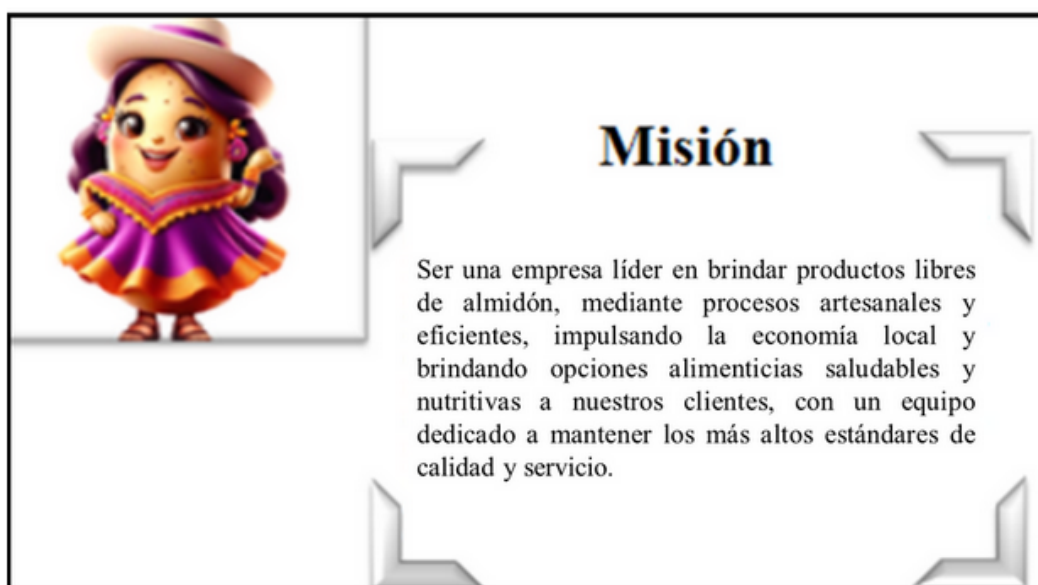 Misión
Ser una empresa líder en brindar productos libres
de almidón, mediante procesos artesanales y
eficientes, impulsando la economía local y
brindando opciones alimenticias saludables y
nutritivas a nuestros clientes, con un equipo
dedicado a mantener los más altos estándares de
calidad y servicio.